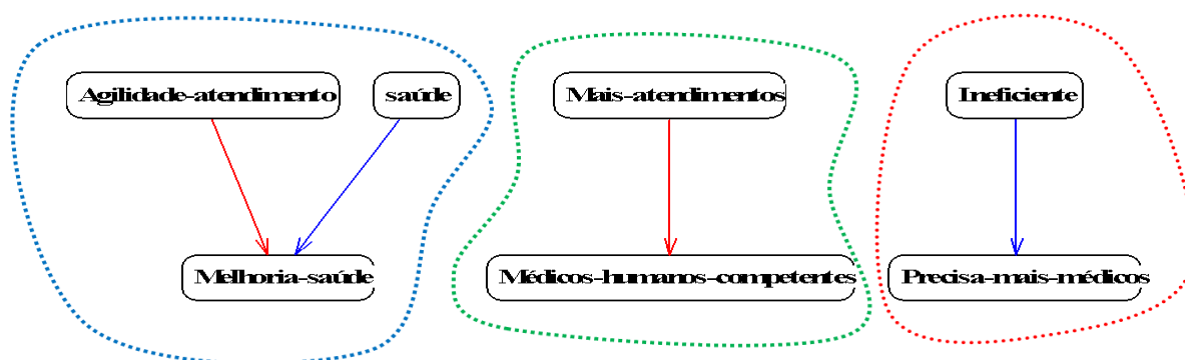 Agilidade-atendimento
saúde
Mais-atendimentos
Ineficiente
Melhoria-saúde
Médicos-humanos-competentes
Precisa-mais-médicos